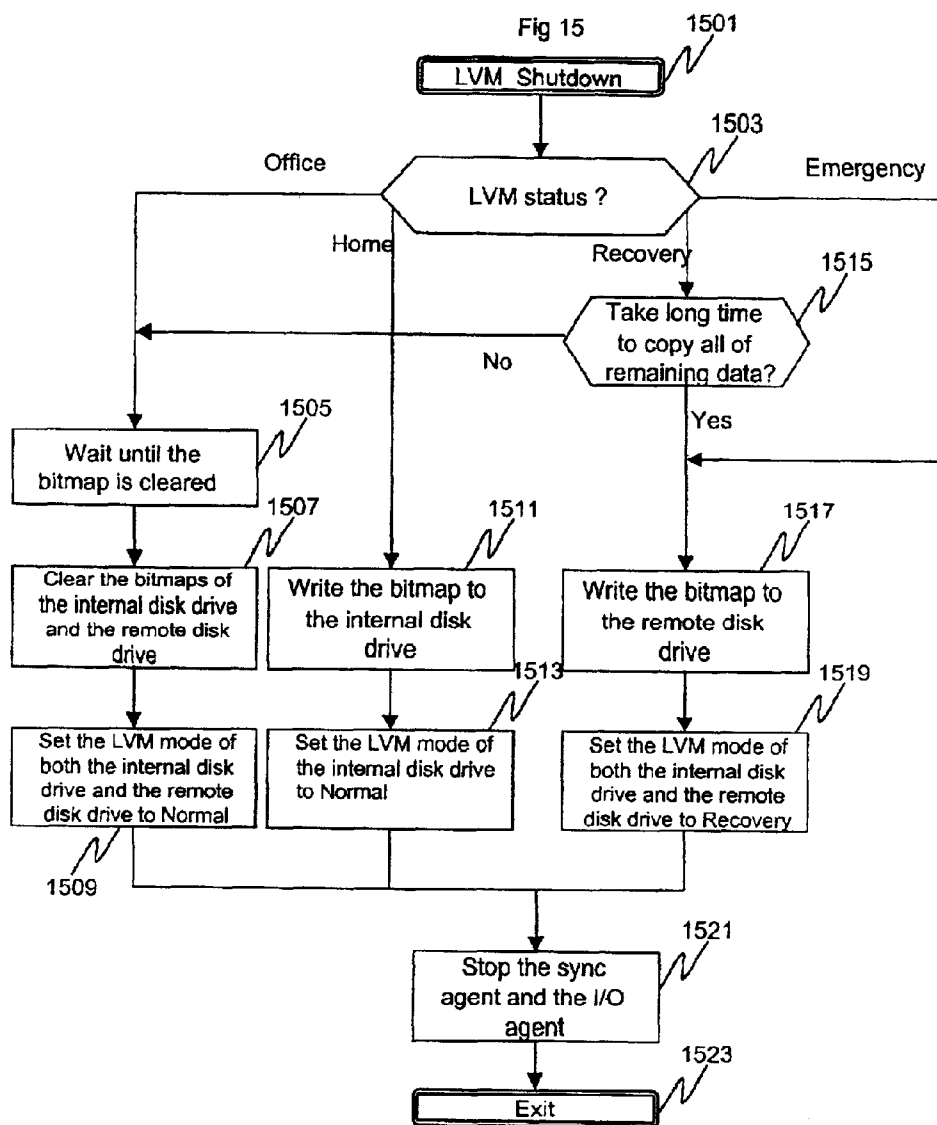 Fig 15
1501
LVM Shutdown
1503
Office
Emergency
LVM status ?
Home
Recovery
1515
Take long time
to copy all of
remaining data?
No
Yes
1505
Wait until the
bitmap is cleared
1507
Clear the bitmaps of
the internal disk drive
and the remote disk
drive
1511
Write the bitmap to
the internal disk
drive
1517
Write the bitmap to
the remote disk
drive
1513
1519
Set the LVM mode of
both the internal disk
drive and the remote
disk drive to Normal
Set the LVM mode of
the internal disk drive
to Normal
Set the LVM mode of
both the internal disk
drive and the remote
disk drive to Recovery
1509
1521
Stop the sync
agent and the I/O
agent
1523
Exit